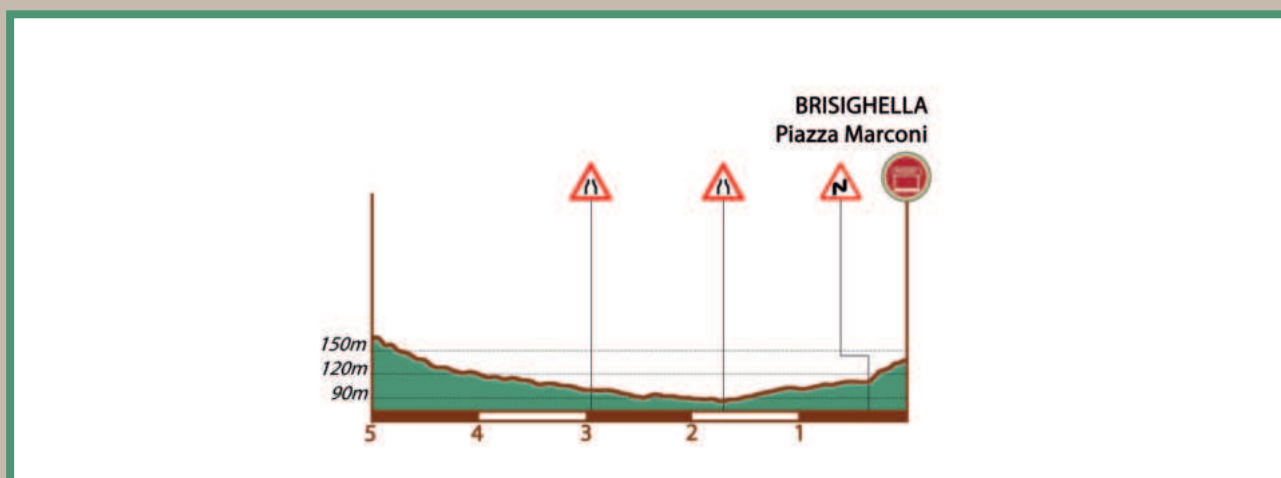 BRISIGHELLA
Piazza Marconi
150m
120m
90m
5 4 3 2 1